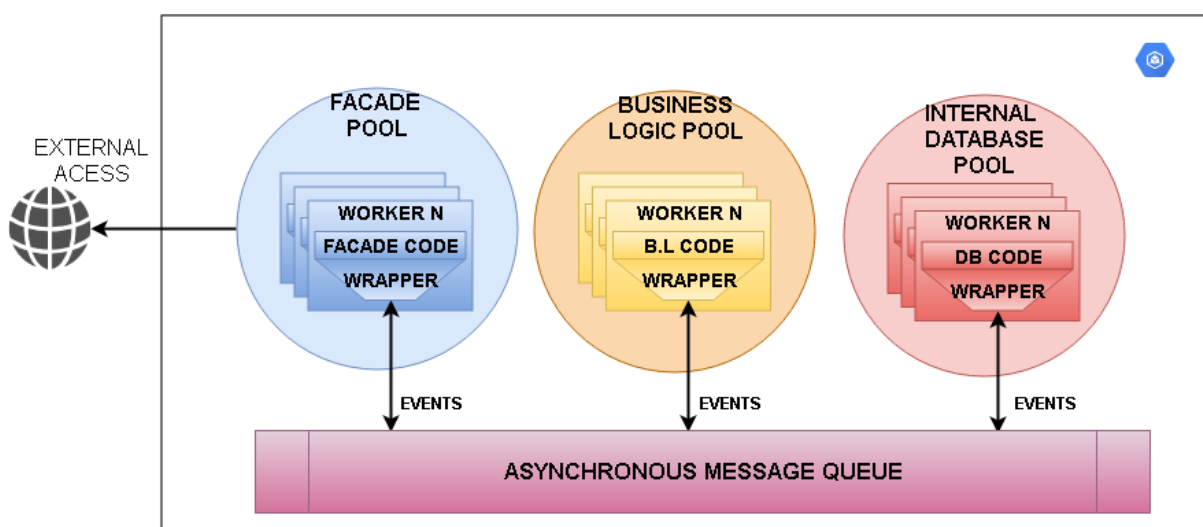 EXTERNAL
ACESS
FACADE
POOL
WORKER N
FACADE CODE
WRAPPER
EVENTS
BUSINESS
LOGIC POOL
WORKER N
B.L CODE
WRAPPER
EVENTS
INTERNAL
DATABASE
POOL
WORKER N
DB CODE
WRAPPER
EVENTS
ASYNCHRONOUS MESSAGE QUEUE